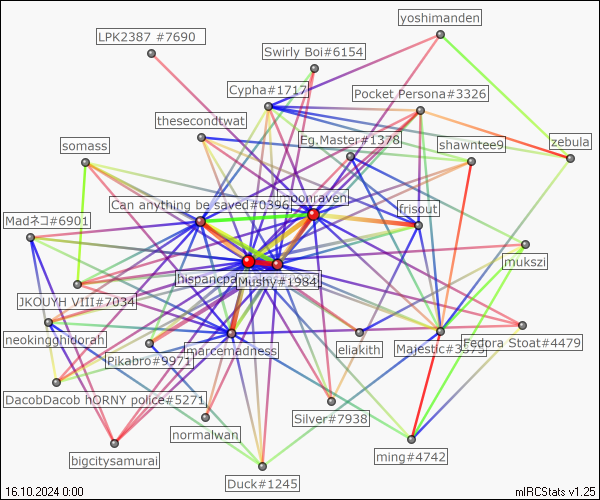 yoshimanden
LPK2387 #7690
Swirly Boi#6154
Cypha#1717
Pocket Persona#3326
thesecondtwat
Eg.Master#1378
shawntee9
zebula
somass
Can anything be saved#0396
frisout
Madネコ#6901
mukszi
Mushy#1984
JKOUYH VIII#7034
neokingghidorah
Pikabro#9971
marcemadness
eliakith
Majestic#3575
Fedora Stoat#4479
DacobDacob hORNY police#5271
Silver#7938
normalwan
bigcitysamurai
ming#4742
Duck#1245
16.10.2024 0:00
mIRCStats v1.25